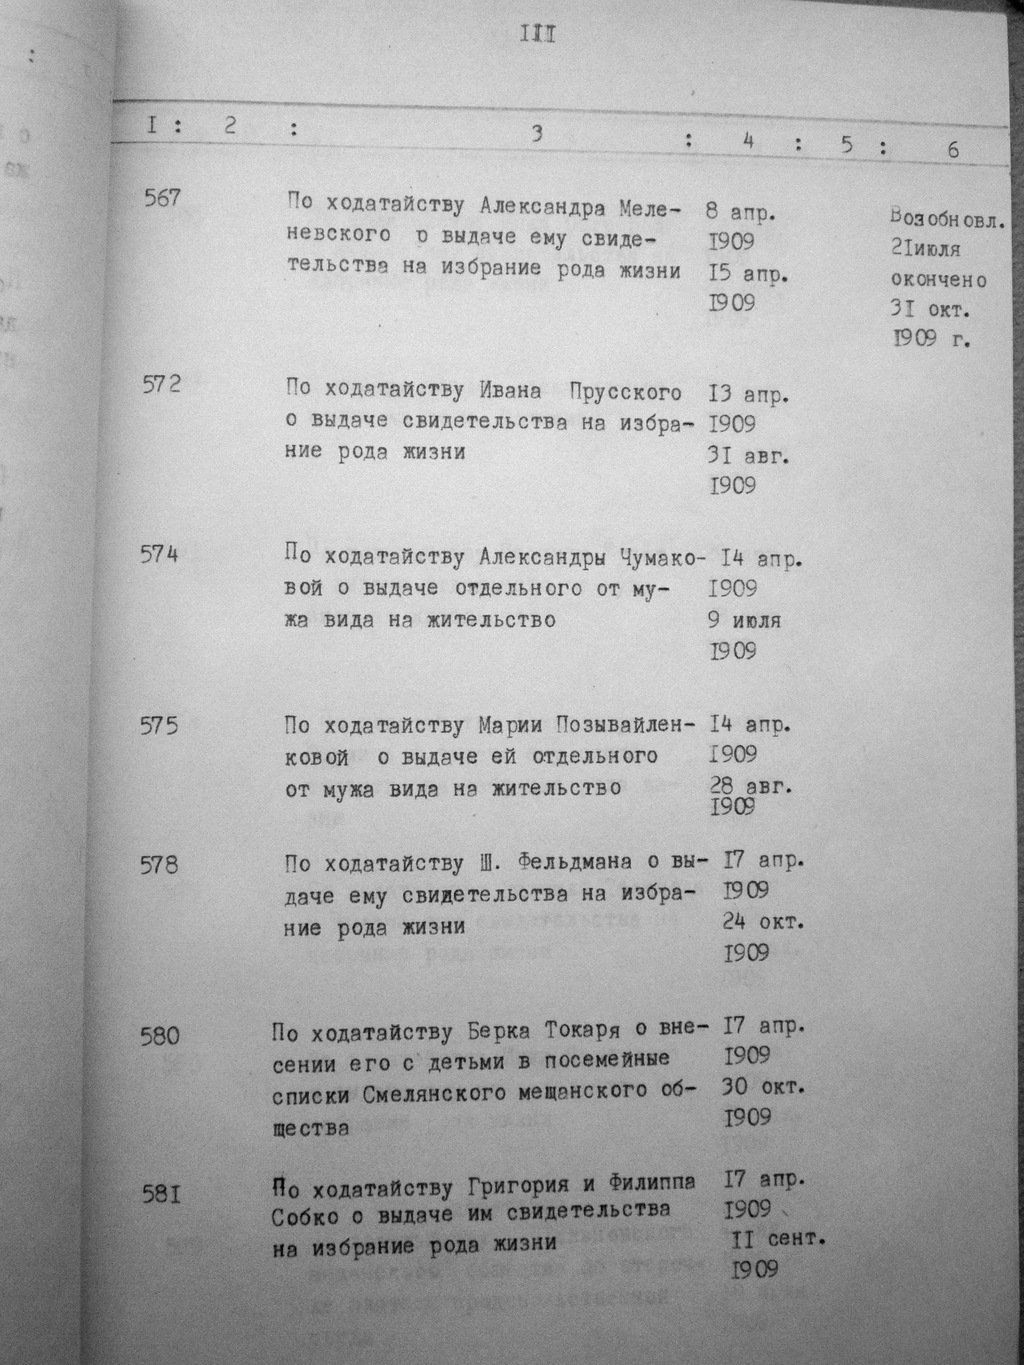 III
I : 2 : 3 : 4 : 5 : 6
567 По ходатайству Александра Меле- 8 апр. Возобновл.
невского о выдаче ему свиде- 1909 21июля
тельства на избрание рода жизни 15 апр. окончено
1909 31 окт.
1909 г.
572 По ходатайству Ивана Прусского 13 апр.
о выдаче свидетельства на избра- 1909
ние рода жизни 31 авг.
1909
574 По ходатайству Александры Чумако- 14 апр.
вой о выдаче отдельного от му- 1909
жа вида на жительство 9 июля
1909
575 По ходатайству Марии Позывайлен- 14 апр.
ковой о выдаче ей отдельного 1909
от мужа вида на жительство 28 авг.
1909
578 По ходатайству Ш. Фельдмана о вы- 17 апр.
даче ему свидетельства на избра- 1909
ние рода жизни 24 окт.
1909
580 По ходатайству Берка Токаря о вне- 17 апр.
сении его с детьми в посемейные 1909
списки Смелянского мещанского об- 30 окт.
щества 1909
581 По ходатайству Григория и Филиппа 17 апр.
Собко о выдаче им свидетельства 1909
на избрание рода жизни II сент.
1909